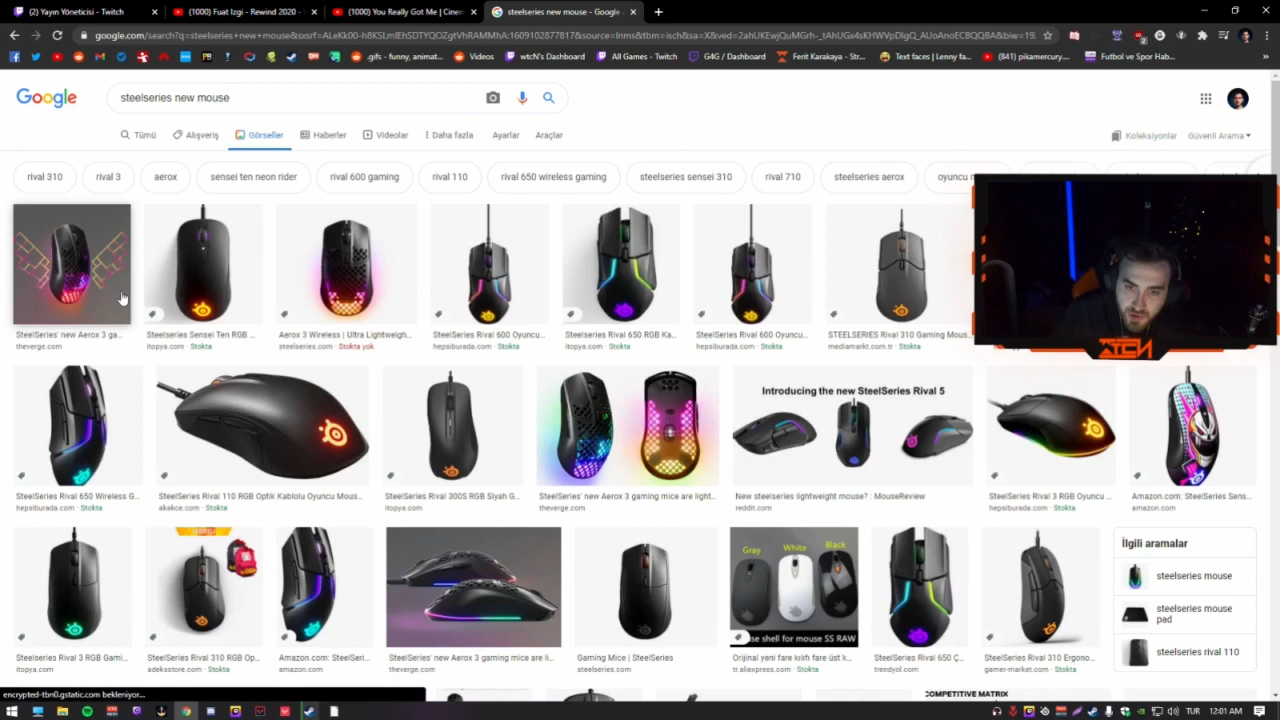 (2) Yayın Yöneticisi - Twitch
(1000) Fuat Izgi - Rewind 2020 -
(1000) You Really Got Me | Cinem
steelseries new mouse - Google
wtcN's Dashboard
All Games - Twitch
G4G / Dashboard
Ferit Karakaya - Str...
Text faces | Lenny fa...
(841) pikamercury...
Futbol ve Spor Hab...
.gifs - funny, animat...
Videos
Google
steelseries new mouse
Tümü
Alışveriş
Görseller
Haberler
Videolar
Daha fazla
Ayarlar
Araçlar
Koleksiyonlar
Güvenli Arama
rival 310
rival 3
aerox
sensei ten neon rider
rival 600 gaming
rival 110
rival 650 wireless gaming
steelseries sensei 310
rival 710
steelseries aerox
SteelSeries' new Aerox 3 ga...
theverge.com
Steelseries Sensei Ten RGB ...
itopya.com - Stokta
Aerox 3 Wireless | Ultra Lightweigh...
steelseries.com - Stokta yok
SteelSeries Rival 600 Oyuncu...
hepsiburada.com - Stokta
Steelseries Rival 650 RGB Ka...
itopya.com - Stokta
SteelSeries Rival 600 Oyuncu...
hepsiburada.com - Stokta
STEELSERIES Rival 310 Gaming Mous...
mediamarkt.com.tr - Stokta
Introducing the new SteelSeries Rival 5
SteelSeries Rival 650 Wireless G...
hepsiburada.com - Stokta
SteelSeries Rival 110 RGB Optik Kablolu Oyuncu Mous...
akakce.com - Stokta
SteelSeries Rival 300S RGB Siyah G...
itopya.com
SteelSeries' new Aerox 3 gaming mice are light...
theverge.com
New steelseries lightweight mouse? : MouseReview
reddit.com
SteelSeries Rival 3 RGB Oyuncu ...
hepsiburada.com - Stokta
Amazon.com: SteelSeries Sens...
amazon.com
Gray
White
Black
use shell for mouse SS RAW
İlgili aramalar
steelseries mouse
steelseries mouse
pad
steelseries rival 110
Steelseries Rival 3 RGB Gami...
itopya.com
SteelSeries Rival 310 RGB Op...
adeksstore.com - Stokta
Amazon.com: SteelSeri...
amazon.com
SteelSeries' new Aerox 3 gaming mice are li...
theverge.com
Gaming Mice | SteelSeries
steelseries.com
Orijinal yeni fare kılıfı fare üst k...
tr.aliexpress.com - Stokta
SteelSeries Rival 650 Ç...
trendyol.com
SteelSeries Rival 310 Ergono...
gamer-market.com - Stokta
encrypted-tbn0.gstatic.com bekleniyor...
COMPETITIVE MATRIX
TUR
12:01 AM